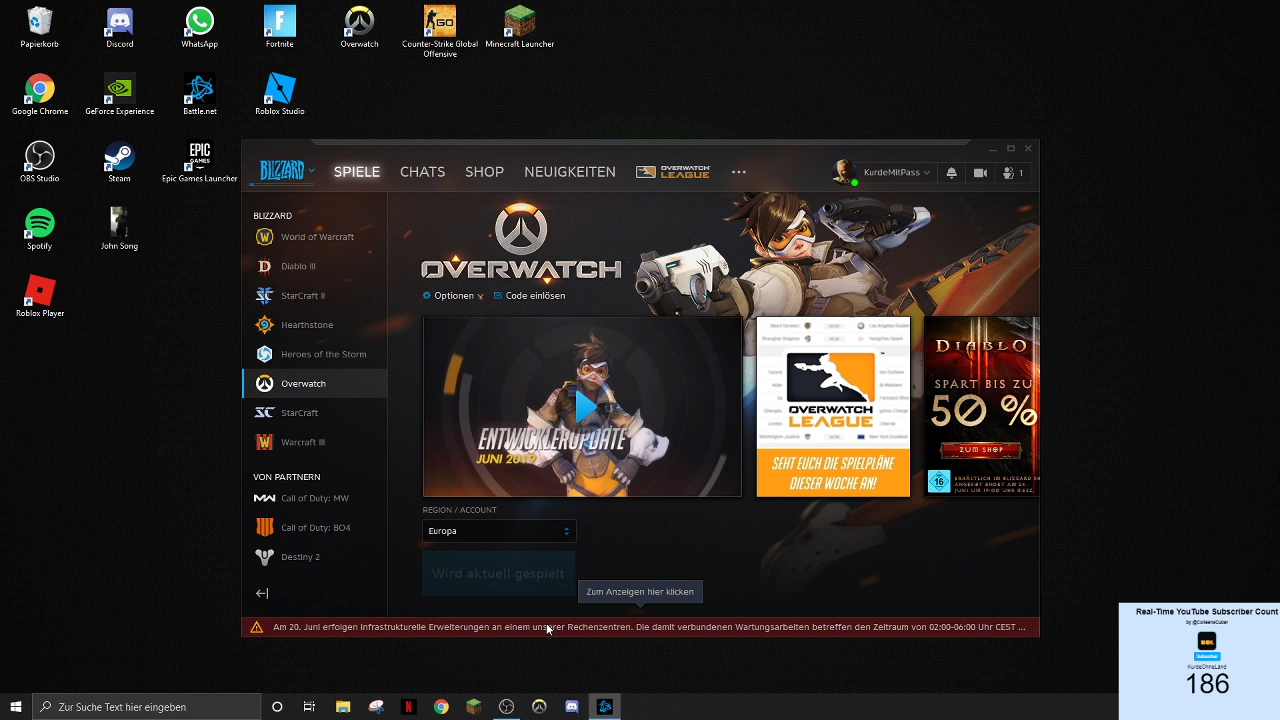 Papierkorb
Discord
WhatsApp
Fortnite
Overwatch
Counter-Strike Global
Offensive
Minecraft Launcher
Google Chrome
GeForce Experience
Battle.net
Roblox Studio
OBS Studio
Steam
Epic Games Launcher
Spotify
John Song
Roblox Player
BLIZZARD
SPIELE
CHATS
SHOP
NEUIGKEITEN
OVERWATCH
LEAGUE
KurdeMitPass
1
BLIZZARD
World of Warcraft
Diablo III
StarCraft II
Hearthstone
Heroes of the Storm
Overwatch
StarCraft
Warcraft III
VON PARTNERN
Call of Duty: MW
Call of Duty: BO4
Destiny 2
OVERWATCH
Optionen
Code einlösen
ENTWICKLERUPDATE
JUNI 2019
OVERWATCH
LEAGUE
SEHT EUCH DIE SPIELPLÄNE
DIESER WOCHE AN!
DIABLO
SPART BIS ZU
50 %
ZUM SHOP
16
REGION / ACCOUNT
Europa
Wird aktuell gespielt
Zum Anzeigen hier klicken
Am 20. Juni erfolgen infrastrukturelle Erweiterungen an einem unserer Rechenzentren. Die damit verbundenen Wartungsarbeiten betreffen den Zeitraum von 02:00-06:00 Uhr CEST ...
Real-Time YouTube Subscriber Count
by @ColleensCuber
Subscribe!
KurdeOhneLand
186
Zur Suche Text hier eingeben